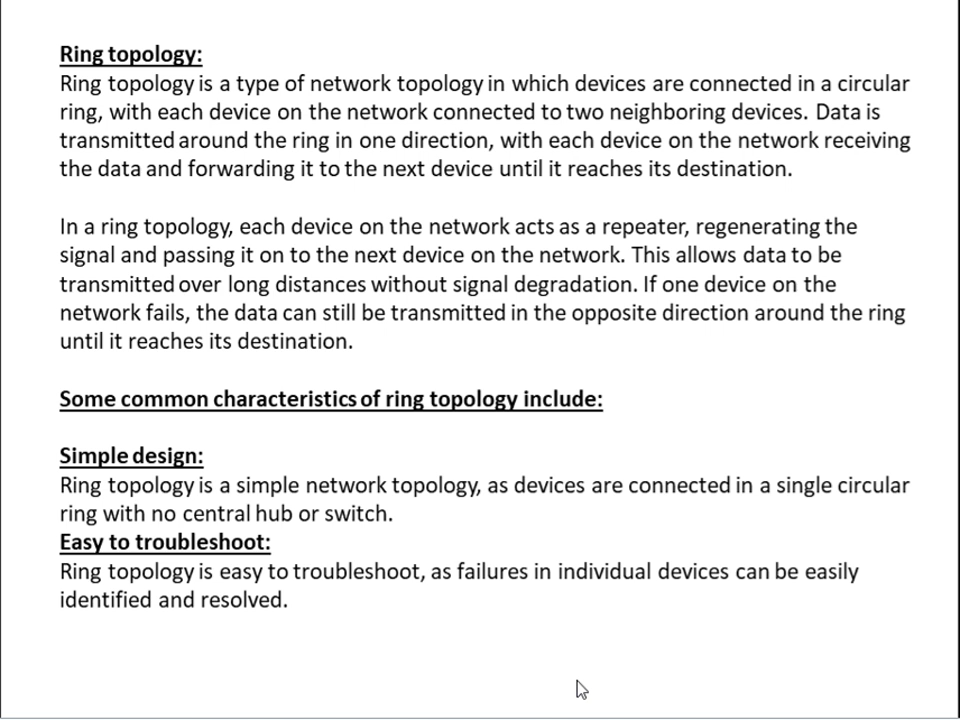 Ring topology:
Ring topology is a type of network topology in which devices are connected in a circular
ring, with each device on the network connected to two neighboring devices. Data is
transmitted around the ring in one direction, with each device on the network receiving
the data and forwarding it to the next device until it reaches its destination.
In a ring topology, each device on the network acts as a repeater, regenerating the
signal and passing it on to the next device on the network. This allows data to be
transmitted over long distances without signal degradation. If one device on the
network fails, the data can still be transmitted in the opposite direction around the ring
until it reaches its destination.
Some common characteristics of ring topology include:
Simple design:
Ring topology is a simple network topology, as devices are connected in a single circular
ring with no central hub or switch.
Easy to troubleshoot:
Ring topology is easy to troubleshoot, as failures in individual devices can be easily
identified and resolved.